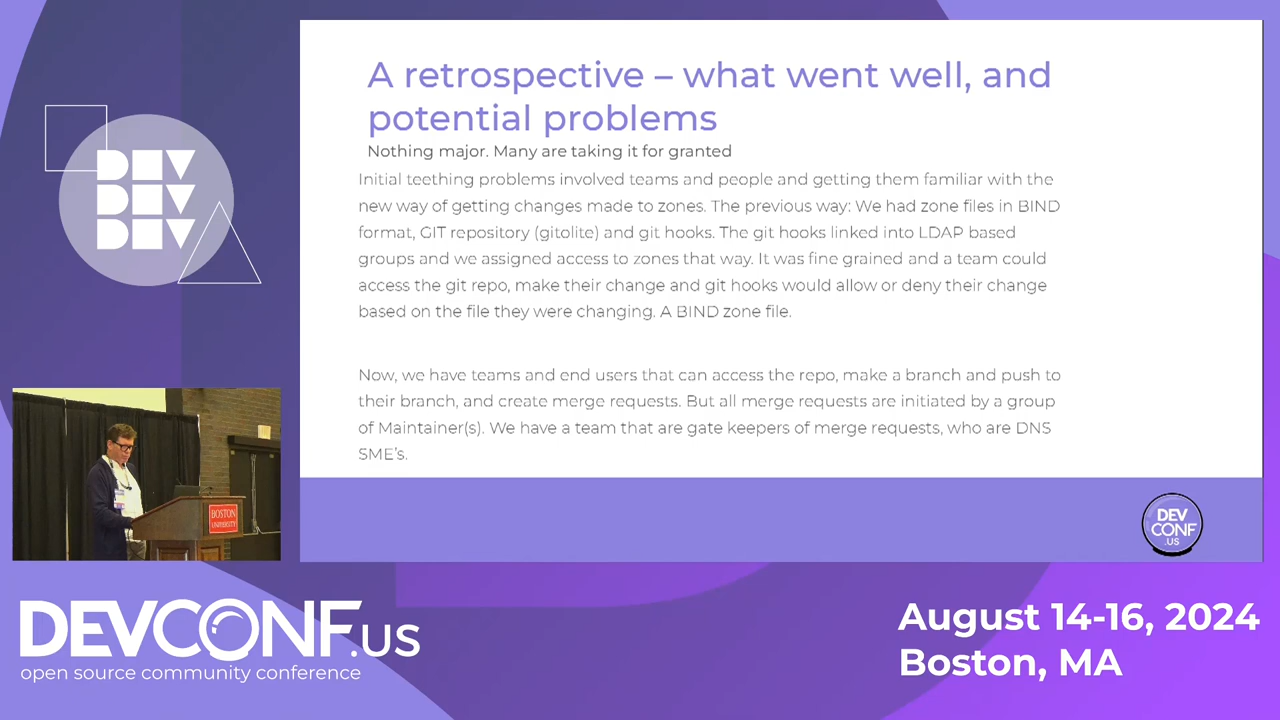 A retrospective – what went well, and
potential problems
Nothing major. Many are taking it for granted
Initial teething problems involved teams and people and getting them familiar with the
new way of getting changes made to zones. The previous way: We had zone files in BIND
format, GIT repository (gitolite) and git hooks. The git hooks linked into LDAP based
groups and we assigned access to zones that way. It was fine grained and a team could
access the git repo, make their change and git hooks would allow or deny their change
based on the file they were changing. A BIND zone file.
Now, we have teams and end users that can access the repo, make a branch and push to
their branch, and create merge requests. But all merge requests are initiated by a group
of Maintainer(s). We have a team that are gate keepers of merge requests, who are DNS
SME's.
DEV
DEV
DEV
BOSTON
UNIVERSITY
DEV
CONF
.US
DEVCONF.US
open source community conference
August 14-16, 2024
Boston, MA